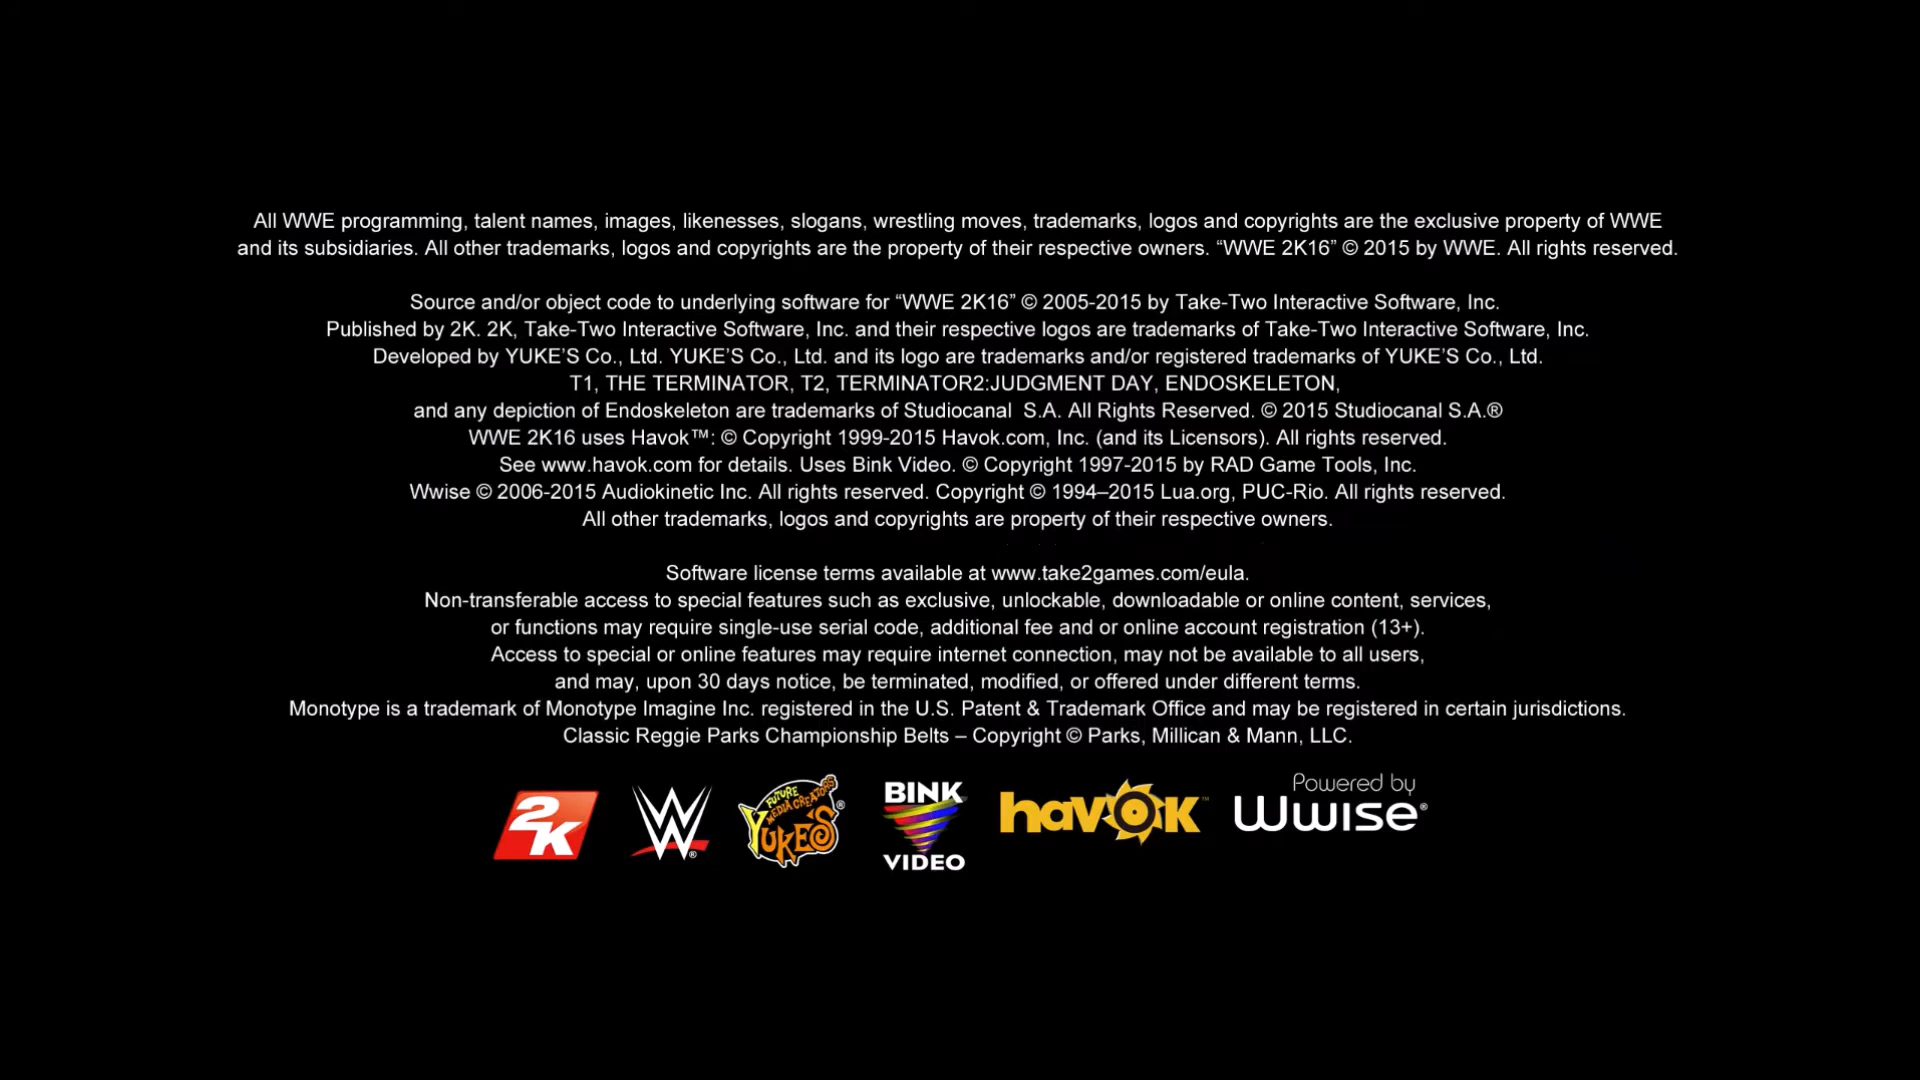 All WWE programming, talent names, images, likenesses, slogans, wrestling moves, trademarks, logos and copyrights are the exclusive property of WWE
and its subsidiaries. All other trademarks, logos and copyrights are the property of their respective owners. “WWE 2K16” © 2015 by WWE. All rights reserved.
Source and/or object code to underlying software for “WWE 2K16” © 2005-2015 by Take-Two Interactive Software, Inc.
Published by 2K. 2K, Take-Two Interactive Software, Inc. and their respective logos are trademarks of Take-Two Interactive Software, Inc.
Developed by YUKE’S Co., Ltd. YUKE’S Co., Ltd. and its logo are trademarks and/or registered trademarks of YUKE’S Co., Ltd.
T1, THE TERMINATOR, T2, TERMINATOR2:JUDGMENT DAY, ENDOSKELETON,
and any depiction of Endoskeleton are trademarks of Studiocanal S.A. All Rights Reserved. © 2015 Studiocanal S.A.®
WWE 2K16 uses Havok™: © Copyright 1999-2015 Havok.com, Inc. (and its Licensors). All rights reserved.
See www.havok.com for details. Uses Bink Video. © Copyright 1997-2015 by RAD Game Tools, Inc.
Wwise © 2006-2015 Audiokinetic Inc. All rights reserved. Copyright © 1994–2015 Lua.org, PUC-Rio. All rights reserved.
All other trademarks, logos and copyrights are property of their respective owners.
Software license terms available at www.take2games.com/eula.
Non-transferable access to special features such as exclusive, unlockable, downloadable or online content, services,
or functions may require single-use serial code, additional fee and or online account registration (13+).
Access to special or online features may require internet connection, may not be available to all users,
and may, upon 30 days notice, be terminated, modified, or offered under different terms.
Monotype is a trademark of Monotype Imagine Inc. registered in the U.S. Patent & Trademark Office and may be registered in certain jurisdictions.
Classic Reggie Parks Championship Belts – Copyright © Parks, Millican & Mann, LLC.
2K
W®
FUTURE
MEDIA CREATORS
YUKE'S®
BINK
VIDEO
havok™
Powered by
Wwise®